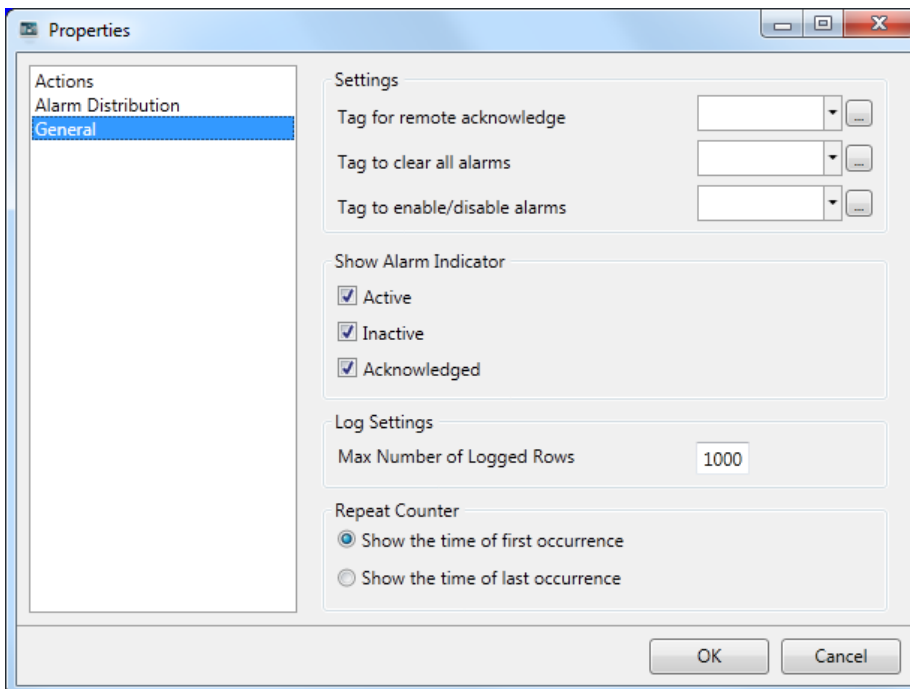 Properties
Actions
Alarm Distribution
General
Settings
Tag for remote acknowledge
...
Tag to clear all alarms
...
Tag to enable/disable alarms
...
Show Alarm Indicator
Active
Inactive
Acknowledged
Log Settings
Max Number of Logged Rows 1000
Repeat Counter
Show the time of first occurrence
Show the time of last occurrence
OK Cancel